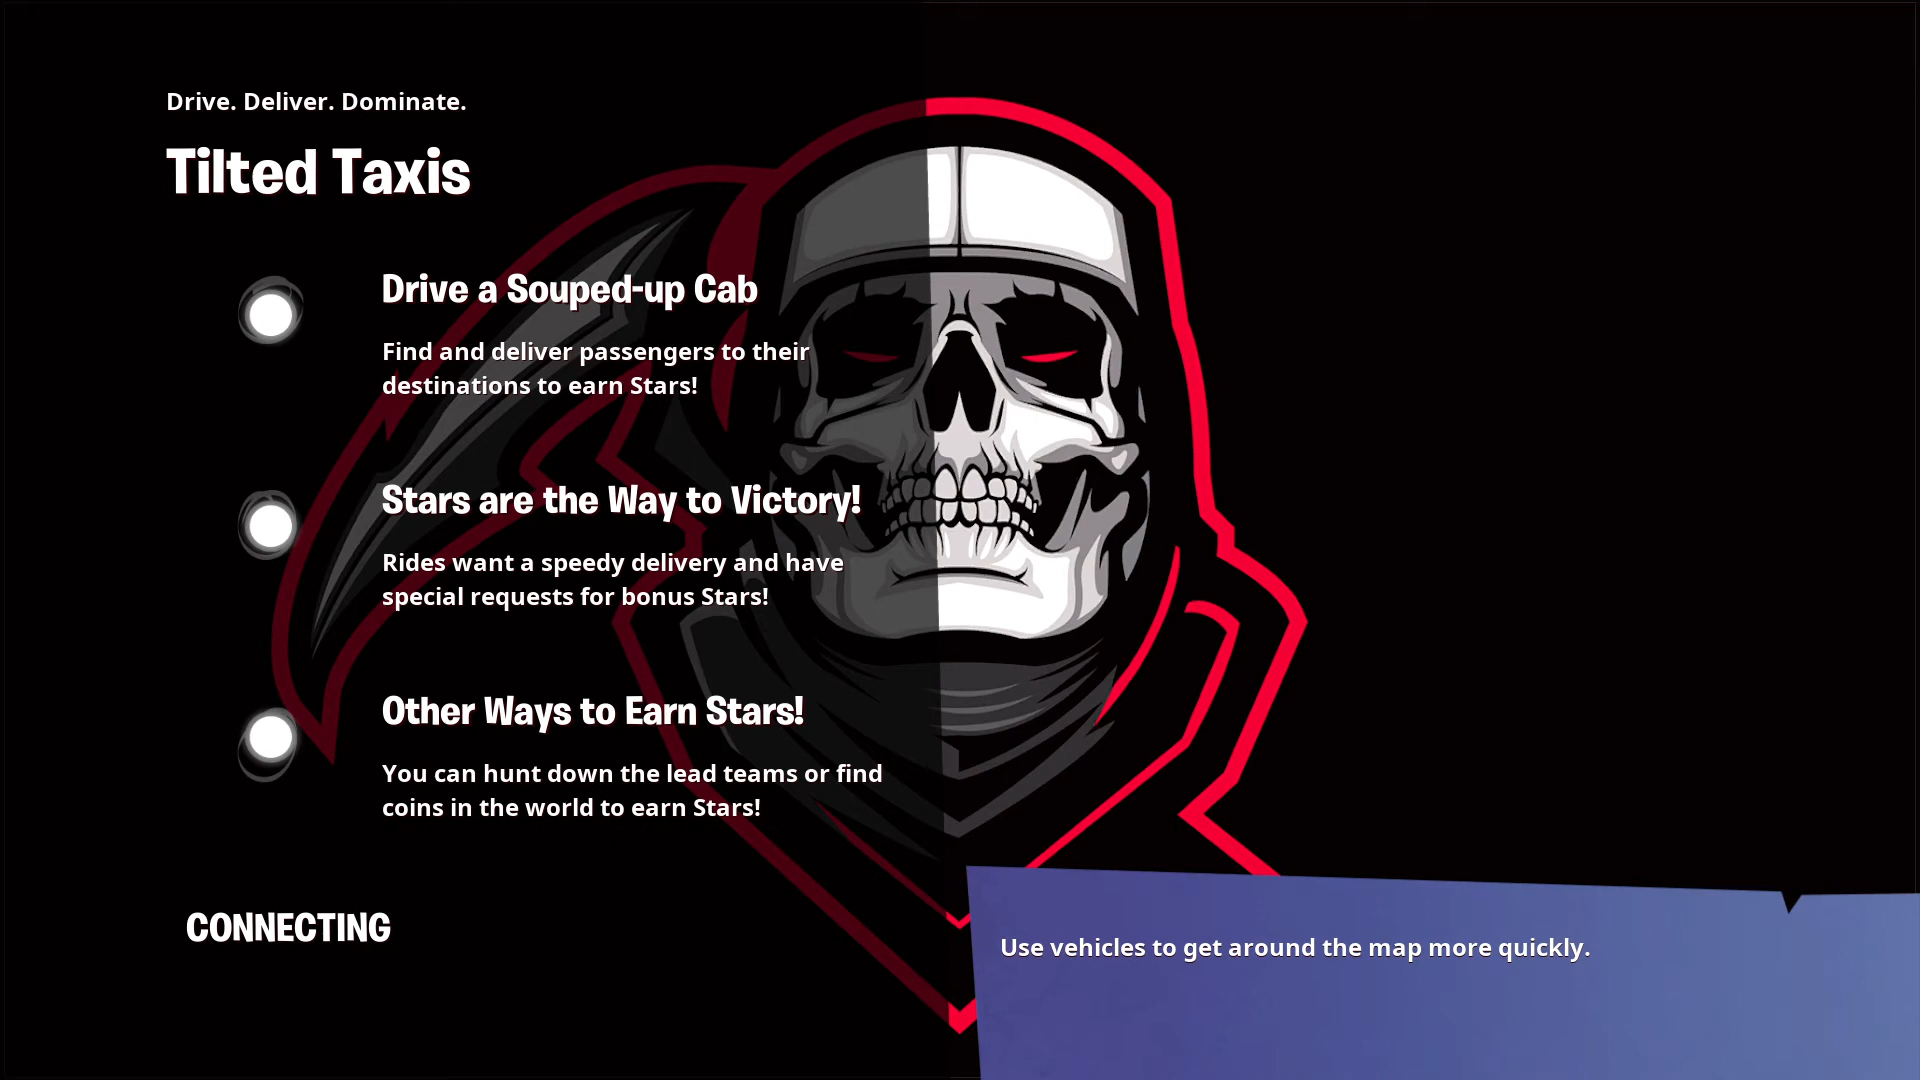 Drive. Deliver. Dominate.
Tilted Taxis
Drive a Souped-up Cab
Find and deliver passengers to their
destinations to earn Stars!
Stars are the Way to Victory!
Rides want a speedy delivery and have
special requests for bonus Stars!
Other Ways to Earn Stars!
You can hunt down the lead teams or find
coins in the world to earn Stars!
CONNECTING
Use vehicles to get around the map more quickly.